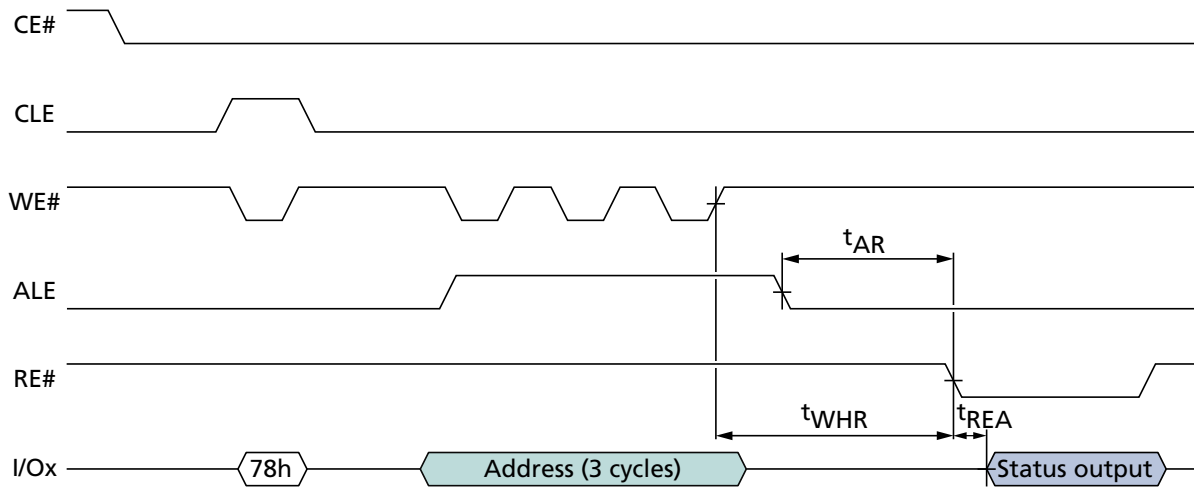 CE#
CLE
WE#
tAR
ALE
RE#
tWHR tREA
I/Ox 78h Address (3 cycles) Status output